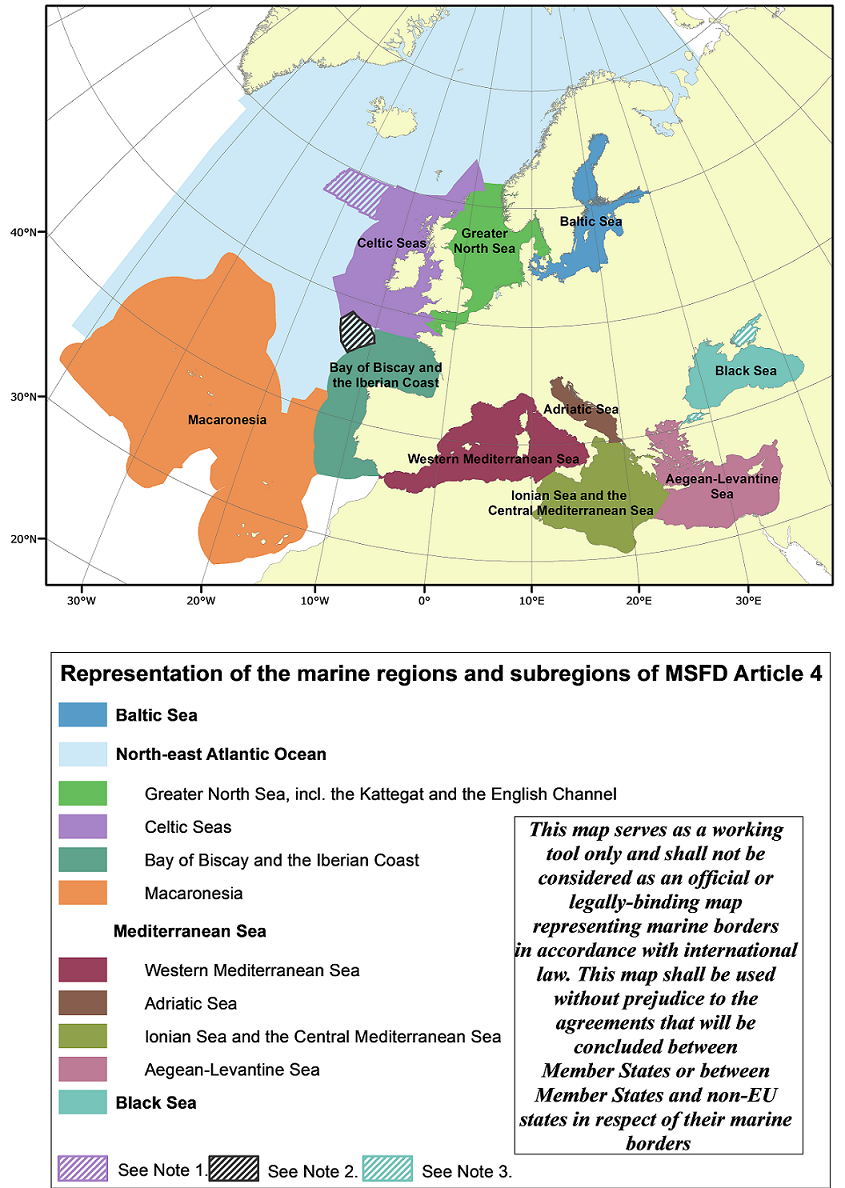 40°N
30°N
20°N
Celtic Seas
Greater
North Sea
Baltic Sea
Bay of Biscay and
the Iberian Coast
Black Sea
Macaronesia
Adriatic Sea
Western Mediterranean Sea
Aegean-Levantine
Sea
Ionian Sea and the
Central Mediterranean Sea
30°W 20°W 10°W 0° 10°E 20°E 30°E
Representation of the marine regions and subregions of MSFD Article 4
Baltic Sea
North-east Atlantic Ocean
Greater North Sea, incl. the Kattegat and the English Channel
Celtic Seas
Bay of Biscay and the Iberian Coast
Macaronesia
Mediterranean Sea
Western Mediterranean Sea
Adriatic Sea
Ionian Sea and the Central Mediterranean Sea
Aegean-Levantine Sea
Black Sea
See Note 1. See Note 2. See Note 3.
This map serves as a working
tool only and shall not be
considered as an official or
legally-binding map
representing marine borders
in accordance with international
law. This map shall be used
without prejudice to the
agreements that will be
concluded between
Member States or between
Member States and non-EU
states in respect of their marine
borders